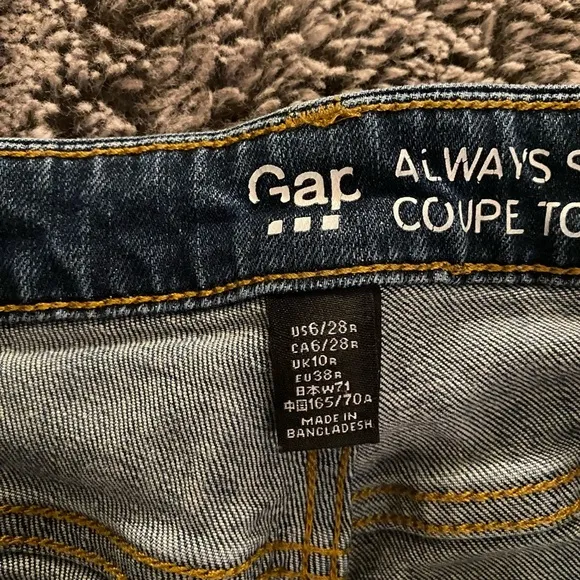 Gap
ALWAYS S
COUPE TO
US6/28R
CA6/28R
UK10R
EU38R
日本W71
中国165/70A
MADE IN
BANGLADESH